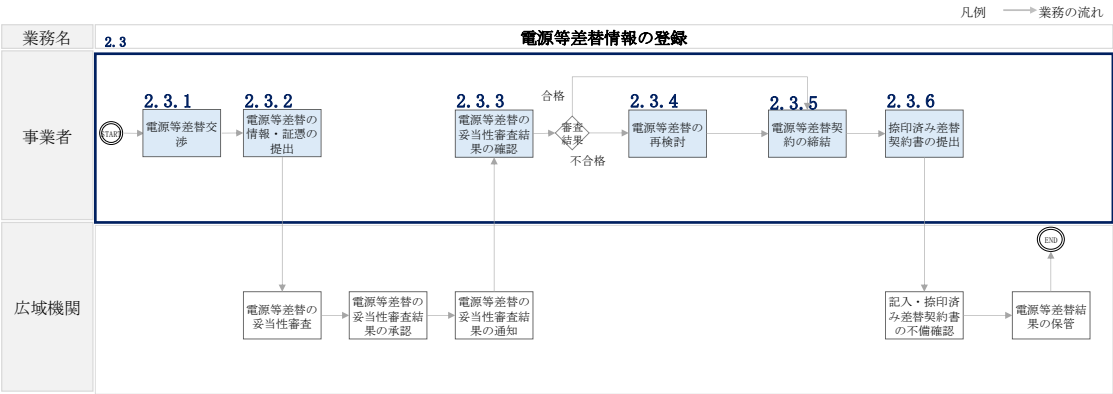 凡例
業務の流れ
業務名
2.3
電源等差替情報の登録
事業者
START
2.3.1
電源等差替交
渉
2.3.2
電源等差替の
情報・証憑の
提出
2.3.3
電源等差替の
妥当性審査結
果の確認
合格
審査
結果
不合格
2.3.4
電源等差替の
再検討
2.3.5
電源等差替契
約の締結
2.3.6
捺印済み差替
契約書の提出
広域機関
電源等差替の
妥当性審査
電源等差替の
妥当性審査結
果の承認
電源等差替の
妥当性審査結
果の通知
記入・捺印済
み差替契約書
の不備確認
電源等差替結
果の保管
END